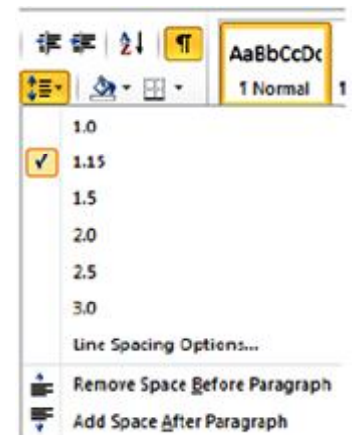 AaBbCcDc
¶ Normal
1.0
1.15
1.5
2.0
2.5
3.0
Line Spacing Options...
Remove Space Before Paragraph
Add Space After Paragraph